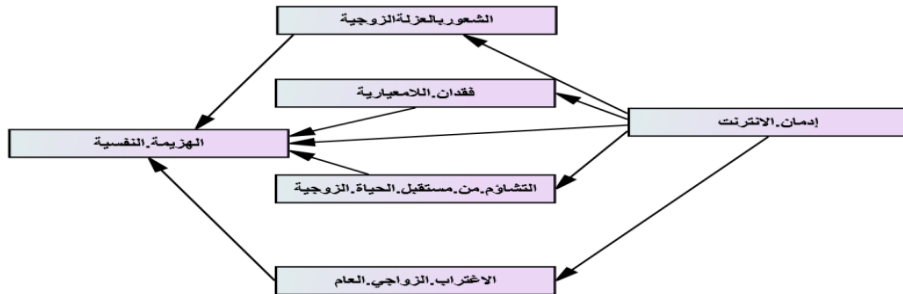 الشعور بالعزلة الزوجية
فقدان.اللامعيارية
إدمان.الانترنت
الهزيمة.النفسية
التشاؤم.من.مستقبل.الحياة.الزوجية
الاغتراب.الزواجي.العام